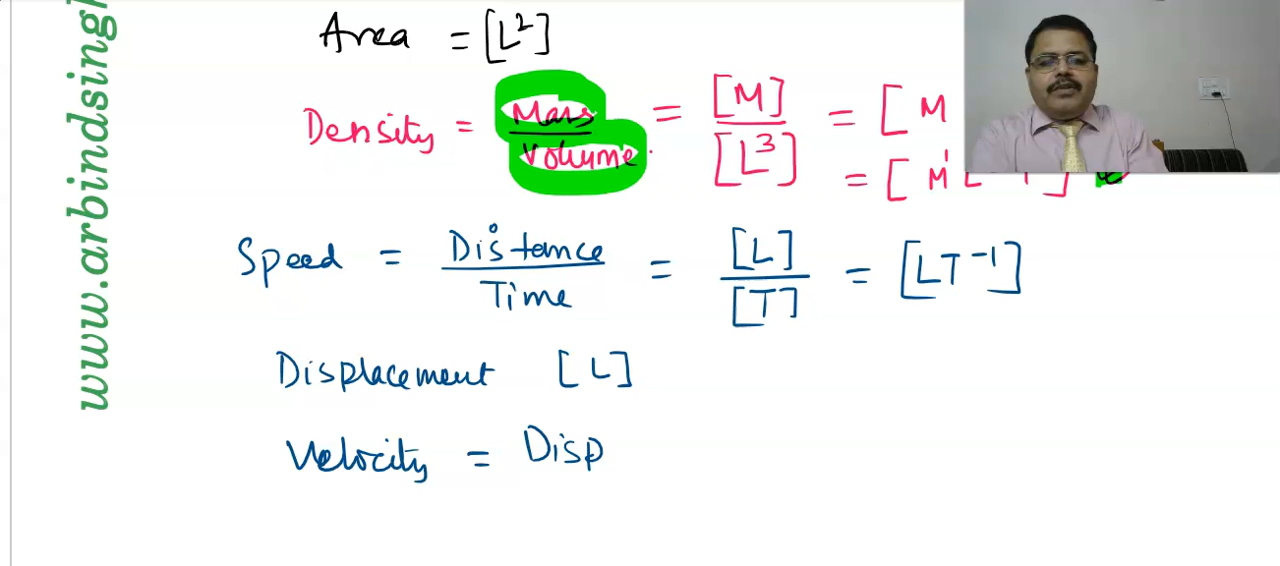 www.arbindsingh
Area = [L²]
Density = Mass / Volume = [M] / [L³] = [ M
= [ M¹ L
Speed = Distance / Time = [L] / [T] = [LT⁻¹]
Displacement [L]
Velocity = Disp